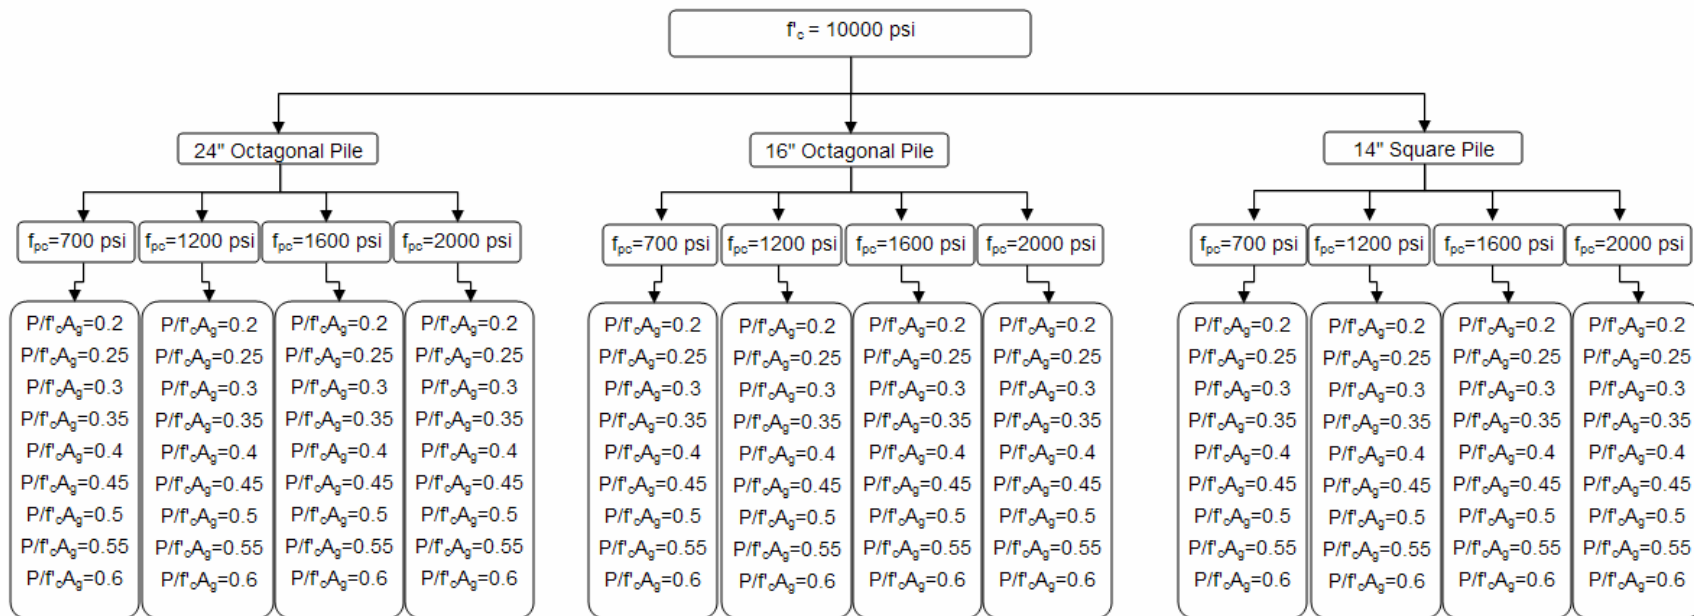 f'c = 10000 psi
24" Octagonal Pile
16" Octagonal Pile
14" Square Pile
fpc=700 psi
fpc=1200 psi
fpc=1600 psi
fpc=2000 psi
fpc=700 psi
fpc=1200 psi
fpc=1600 psi
fpc=2000 psi
fpc=700 psi
fpc=1200 psi
fpc=1600 psi
fpc=2000 psi
P/f'cAg=0.2
P/f'cAg=0.25
P/f'cAg=0.3
P/f'cAg=0.35
P/f'cAg=0.4
P/f'cAg=0.45
P/f'cAg=0.5
P/f'cAg=0.55
P/f'cAg=0.6
P/f'cAg=0.2
P/f'cAg=0.25
P/f'cAg=0.3
P/f'cAg=0.35
P/f'cAg=0.4
P/f'cAg=0.45
P/f'cAg=0.5
P/f'cAg=0.55
P/f'cAg=0.6
P/f'cAg=0.2
P/f'cAg=0.25
P/f'cAg=0.3
P/f'cAg=0.35
P/f'cAg=0.4
P/f'cAg=0.45
P/f'cAg=0.5
P/f'cAg=0.55
P/f'cAg=0.6
P/f'cAg=0.2
P/f'cAg=0.25
P/f'cAg=0.3
P/f'cAg=0.35
P/f'cAg=0.4
P/f'cAg=0.45
P/f'cAg=0.5
P/f'cAg=0.55
P/f'cAg=0.6
P/f'cAg=0.2
P/f'cAg=0.25
P/f'cAg=0.3
P/f'cAg=0.35
P/f'cAg=0.4
P/f'cAg=0.45
P/f'cAg=0.5
P/f'cAg=0.55
P/f'cAg=0.6
P/f'cAg=0.2
P/f'cAg=0.25
P/f'cAg=0.3
P/f'cAg=0.35
P/f'cAg=0.4
P/f'cAg=0.45
P/f'cAg=0.5
P/f'cAg=0.55
P/f'cAg=0.6
P/f'cAg=0.2
P/f'cAg=0.25
P/f'cAg=0.3
P/f'cAg=0.35
P/f'cAg=0.4
P/f'cAg=0.45
P/f'cAg=0.5
P/f'cAg=0.55
P/f'cAg=0.6
P/f'cAg=0.2
P/f'cAg=0.25
P/f'cAg=0.3
P/f'cAg=0.35
P/f'cAg=0.4
P/f'cAg=0.45
P/f'cAg=0.5
P/f'cAg=0.55
P/f'cAg=0.6
P/f'cAg=0.2
P/f'cAg=0.25
P/f'cAg=0.3
P/f'cAg=0.35
P/f'cAg=0.4
P/f'cAg=0.45
P/f'cAg=0.5
P/f'cAg=0.55
P/f'cAg=0.6
P/f'cAg=0.2
P/f'cAg=0.25
P/f'cAg=0.3
P/f'cAg=0.35
P/f'cAg=0.4
P/f'cAg=0.45
P/f'cAg=0.5
P/f'cAg=0.55
P/f'cAg=0.6
P/f'cAg=0.2
P/f'cAg=0.25
P/f'cAg=0.3
P/f'cAg=0.35
P/f'cAg=0.4
P/f'cAg=0.45
P/f'cAg=0.5
P/f'cAg=0.55
P/f'cAg=0.6
P/f'cAg=0.2
P/f'cAg=0.25
P/f'cAg=0.3
P/f'cAg=0.35
P/f'cAg=0.4
P/f'cAg=0.45
P/f'cAg=0.5
P/f'cAg=0.55
P/f'cAg=0.6